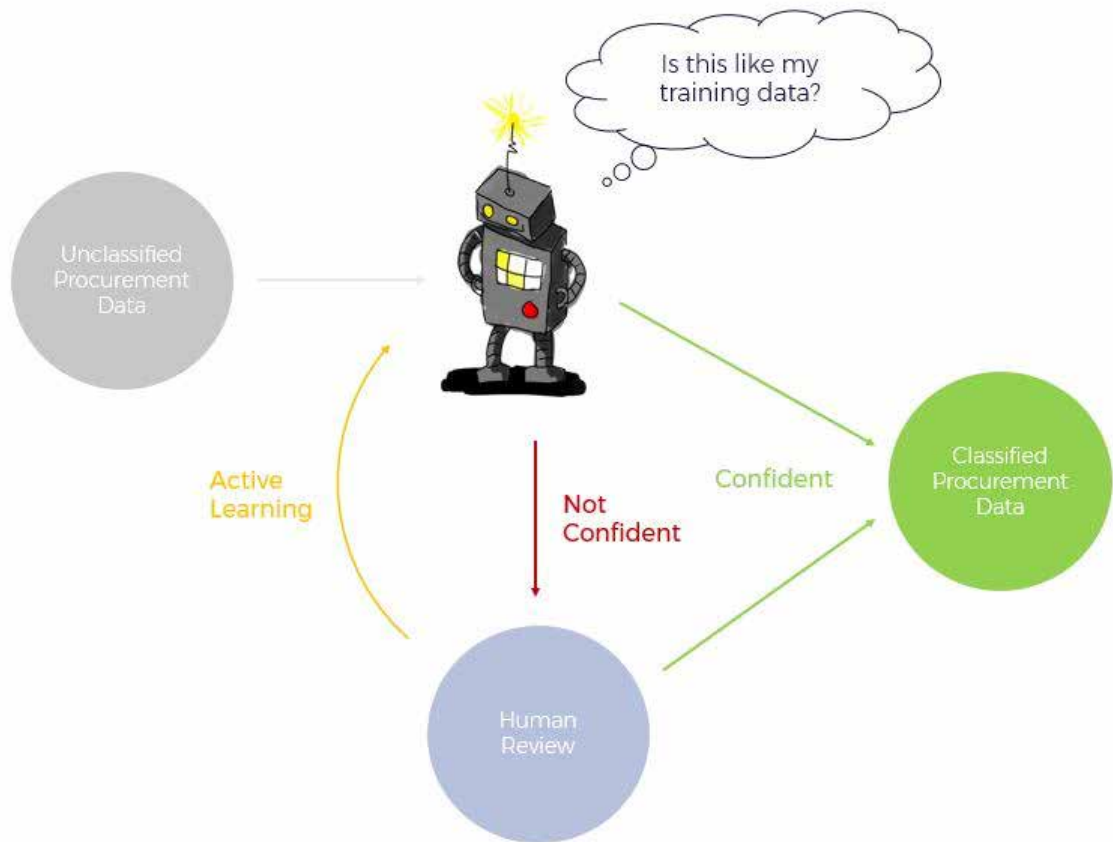 Is this like my
training data?
Unclassified
Procurement
Data
Active
Learning
Not
Confident
Confident
Classified
Procurement
Data
Human
Review